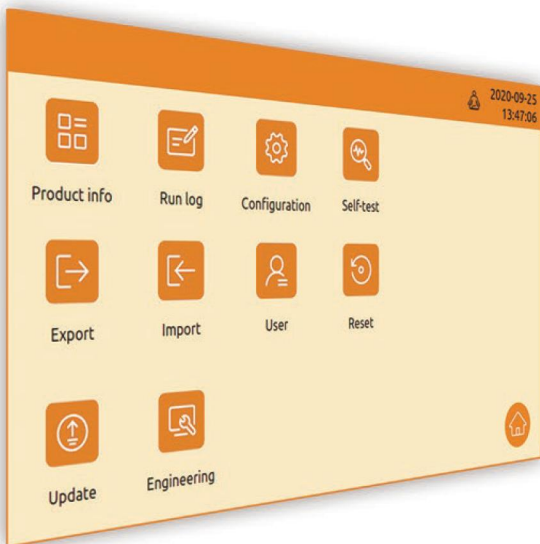 2020-09-25
13:47:06
Product info
Run log
Configuration
Self-test
Export
Import
User
Reset
Update
Engineering